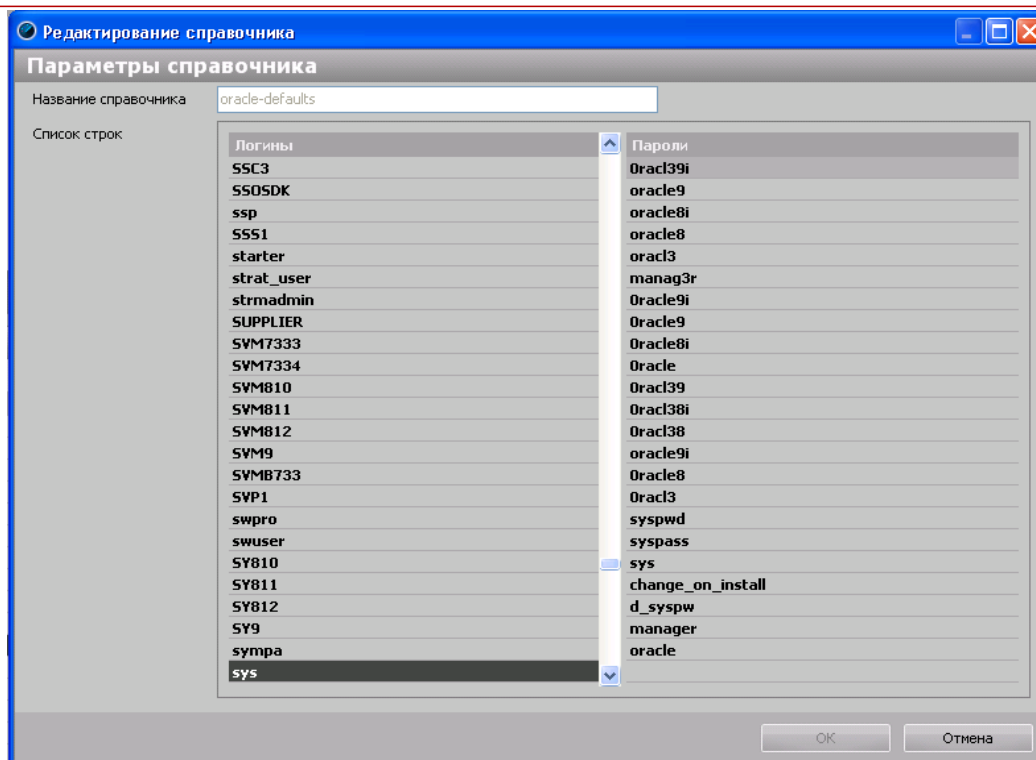 Редактирование справочника
Параметры справочника
Название справочника oracle-defaults
Список строк
Логины Пароли
SSC3 0racl39i
SSOSDK oracle9
ssp oracle8i
SSS1 oracle8
starter oracl3
strat_user manag3r
strmadmin 0racle9i
SUPPLIER 0racle9
SVM7333 0racle8i
SVM7334 0racle
SVM810 0racl39
SVM811 0racl38i
SVM812 0racl38
SVM9 oracle9i
SVMB733 0racle8
SVP1 0racl3
swpro syspwd
swuser syspass
SY810 sys
SY811 change_on_install
SY812 d_syspw
SY9 manager
sympa oracle
sys
OK Отмена